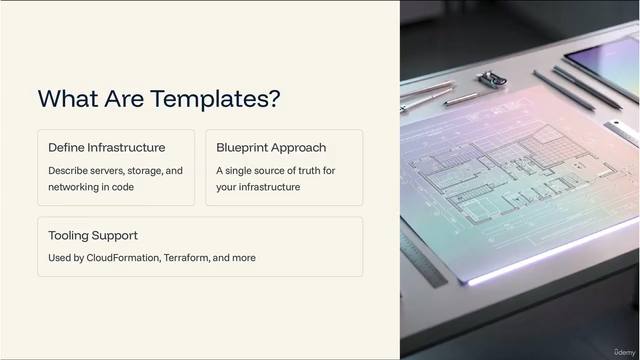 What Are Templates?
Define Infrastructure
Describe servers, storage, and
networking in code
Blueprint Approach
A single source of truth for
your infrastructure
Tooling Support
Used by CloudFormation, Terraform, and more
ûdemy